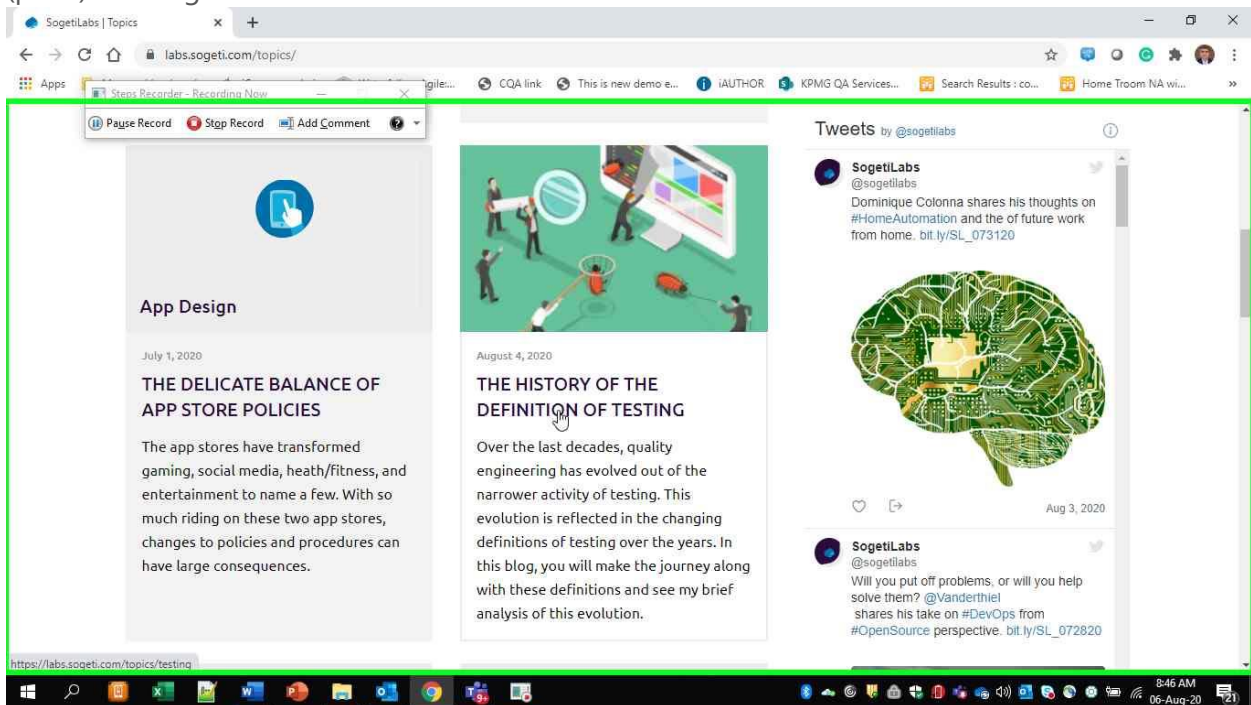 SogetiLabs | Topics
labs.sogeti.com/topics/
Apps
gile:...
CQA link
This is new demo e...
iAUTHOR
KPMG QA Services...
Search Results : co...
Home Troom NA wi...
»
Steps Recorder - Recording Now
Pause Record
Stop Record
Add Comment
App Design
July 1, 2020
THE DELICATE BALANCE OF
APP STORE POLICIES
The app stores have transformed
gaming, social media, heath/fitness, and
entertainment to name a few. With so
much riding on these two app stores,
changes to policies and procedures can
have large consequences.
August 4, 2020
THE HISTORY OF THE
DEFINITION OF TESTING
Over the last decades, quality
engineering has evolved out of the
narrower activity of testing. This
evolution is reflected in the changing
definitions of testing over the years. In
this blog, you will make the journey along
with these definitions and see my brief
analysis of this evolution.
Tweets by @sogetilabs
SogetiLabs
@sogetilabs
Dominique Colonna shares his thoughts on
#HomeAutomation and the of future work
from home. bit.ly/SL_073120
Aug 3, 2020
SogetiLabs
@sogetilabs
Will you put off problems, or will you help
solve them? @Vanderthiel
shares his take on #DevOps from
#OpenSource perspective. bit.ly/SL_072820
https://labs.sogeti.com/topics/testing
8:46 AM
06-Aug-20
21